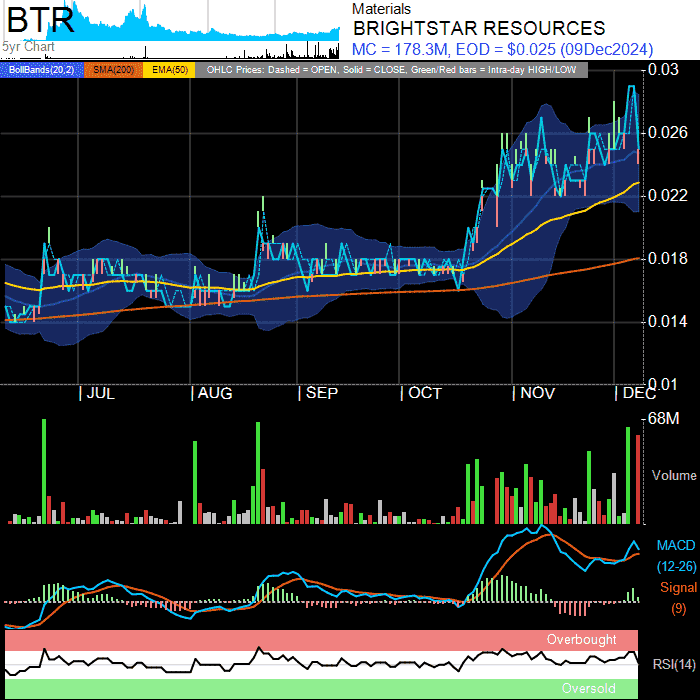 BTR
5yr Chart
Materials
BRIGHTSTAR RESOURCES
MC = 178.3M, EOD = $0.025 (09Dec2024)
BollBands(20,2) SMA(200) EMA(50) OHLC Prices: Dashed = OPEN, Solid = CLOSE, Green/Red bars = Intra-day HIGH/LOW
0.03
0.026
0.022
0.018
0.014
0.01
JUL AUG SEP OCT NOV DEC
68M
Volume
MACD
(12-26)
Signal
(9)
Overbought
RSI(14)
Oversold